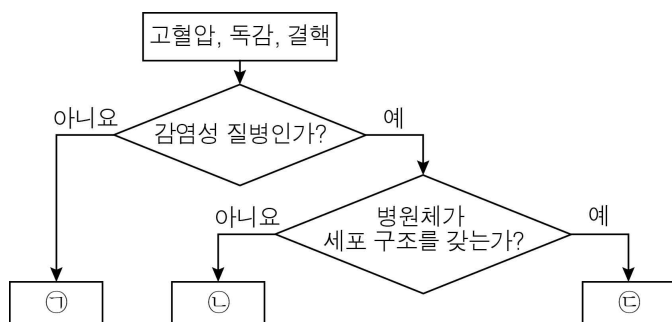 고혈압, 독감, 결핵
아니요
감염성 질병인가?
예
아니요
병원체가
세포 구조를 갖는가?
예
㉠
㉡
㉢